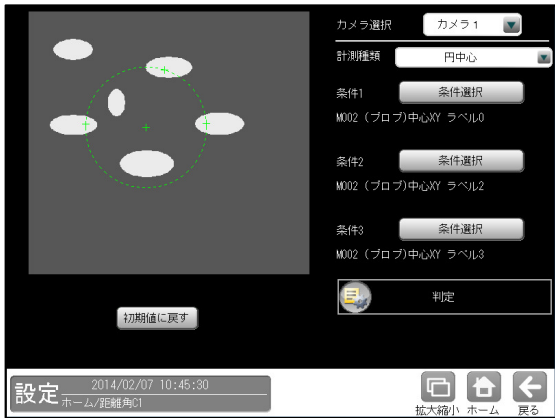 カメラ選択 カメラ1
計測種類 円中心
条件1 条件選択
M002 (ブロブ)中心XY ラベル0
条件2 条件選択
M002 (ブロブ)中心XY ラベル2
条件3 条件選択
M002 (ブロブ)中心XY ラベル3
判定
初期値に戻す
設定 2014/02/07 10:45:30
ホーム/距離角C1
拡大縮小 ホーム 戻る